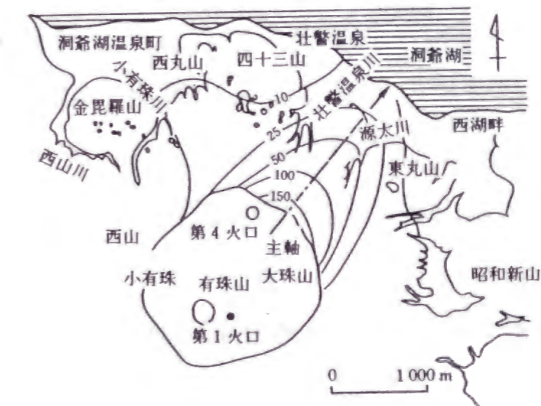 洞爺湖温泉町
西丸山
四十三山
壮瞥温泉
洞爺湖
小有珠川
金毘羅山
10
壮瞥温泉川
西山川
25
源太川
西湖畔
50
東丸山
100
150
西山
第4火口
主軸
小有珠
有珠山
大珠山
昭和新山
第1火口
0 1 000 m